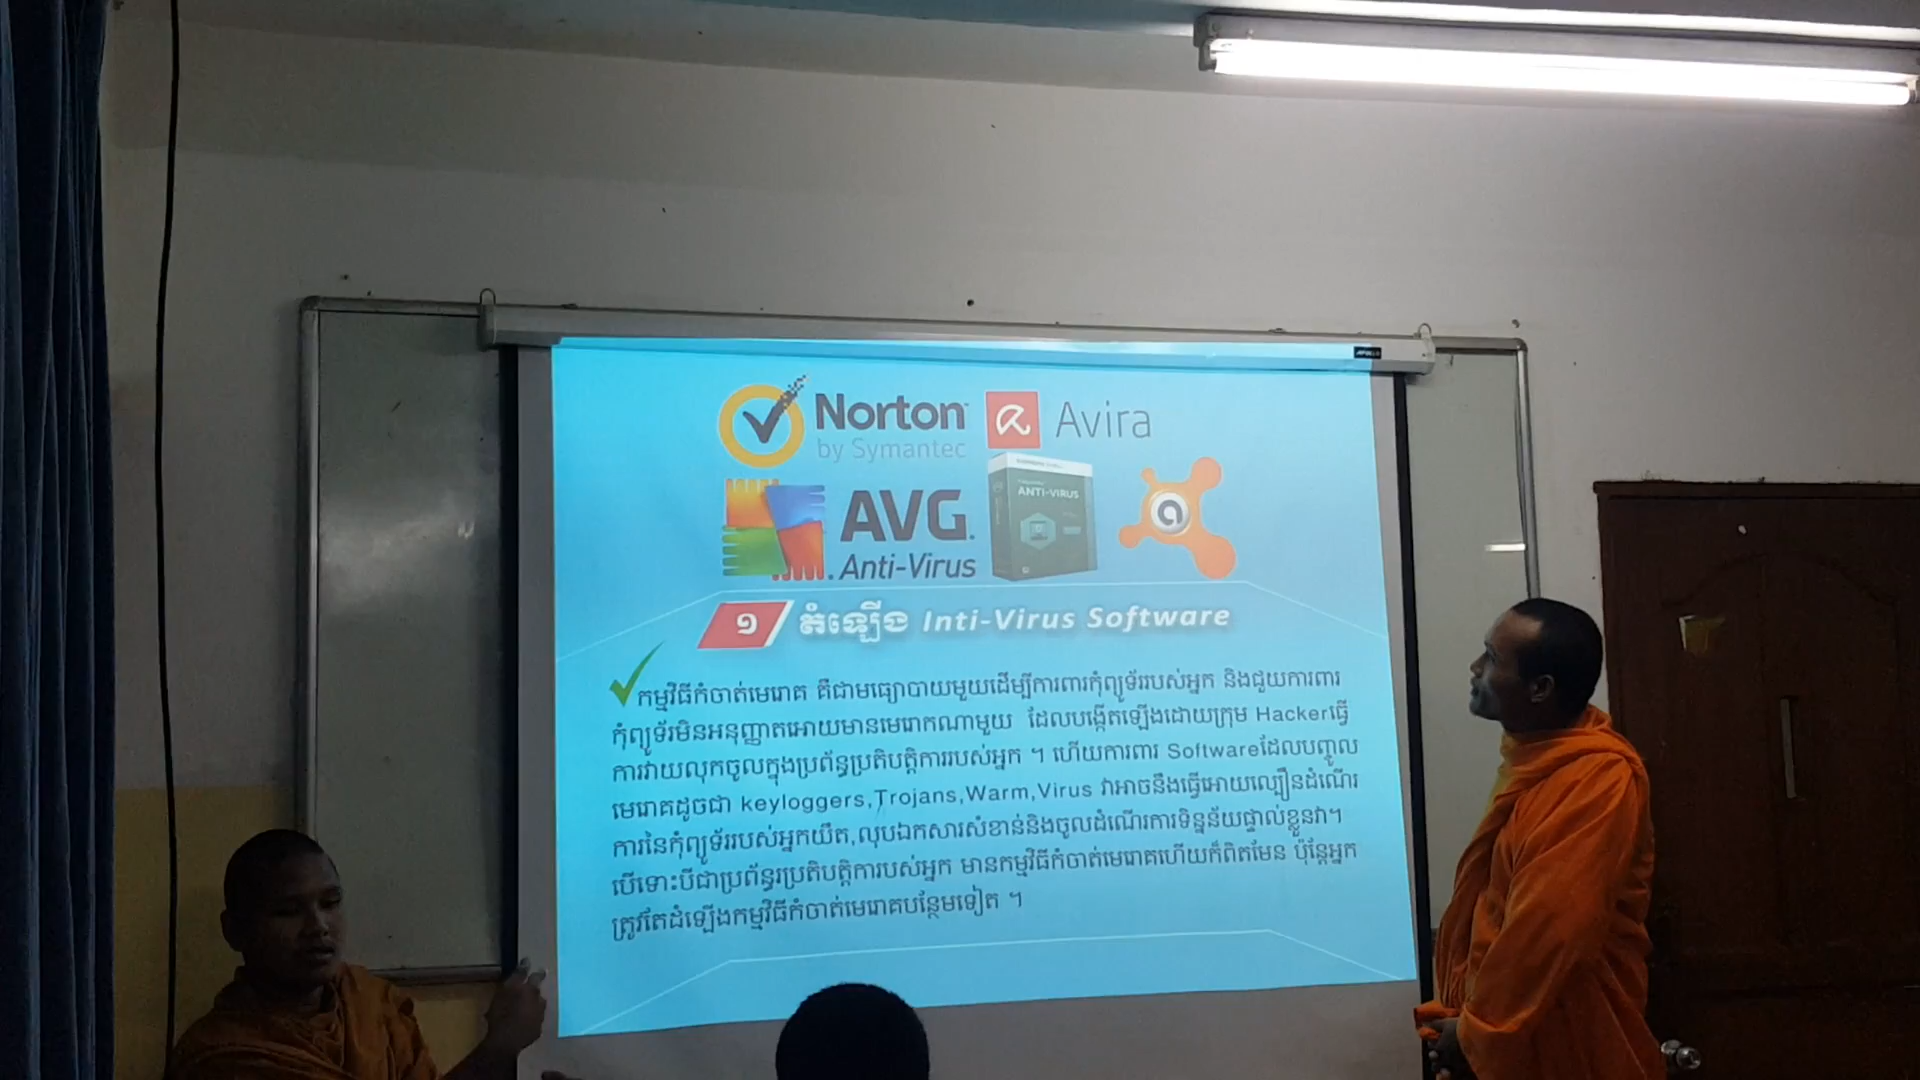 Norton
by Symantec
Avira
AVG.
Anti-Virus
ANTI-VIRUS
a
១ តំឡើង Inti-Virus Software
កម្មវិធីកំចាត់មេរោគ គឺជាមធ្យោបាយមួយដើម្បីការពារកុំព្យូទ័ររបស់អ្នក និងជួយការពារ
កុំព្យូទ័រមិនអនុញ្ញាតអោយមានមេរោគណាមួយ ដែលបង្កើតឡើងដោយក្រុម Hackerធ្វើ
ការវាយលុកចូលក្នុងប្រព័ន្ធប្រតិបត្តិការរបស់អ្នក ។ ហើយការពារ Softwareដែលបញ្ចូល
មេរោគដូចជា keyloggers,Trojans,Warm,Virus វាអាចនឹងធ្វើអោយល្បឿនដំណើរ
ការនៃកុំព្យូទ័ររបស់អ្នកយឺត,លុបឯកសារសំខាន់និងចូលដំណើរការទិន្នន័យផ្ទាល់ខ្លួនវា។
បើទោះបីជាប្រព័ន្ធរប្រតិបត្តិការបស់អ្នក មានកម្មវិធីកំចាត់មេរោគហើយក៏ពិតមែន ប៉ុន្តែអ្នក
ត្រូវតែដំឡើងកម្មវិធីកំចាត់មេរោគបន្ថែមទៀត ។